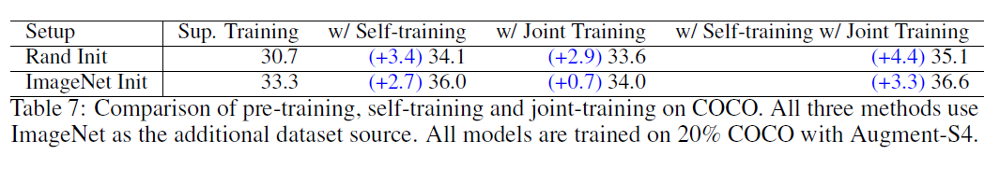 Setup Sup. Training w/ Self-training w/ Joint Training w/ Self-training w/ Joint Training
Rand Init 30.7 (+3.4) 34.1 (+2.9) 33.6 (+4.4) 35.1
ImageNet Init 33.3 (+2.7) 36.0 (+0.7) 34.0 (+3.3) 36.6
Table 7: Comparison of pre-training, self-training and joint-training on COCO. All three methods use
ImageNet as the additional dataset source. All models are trained on 20% COCO with Augment-S4.